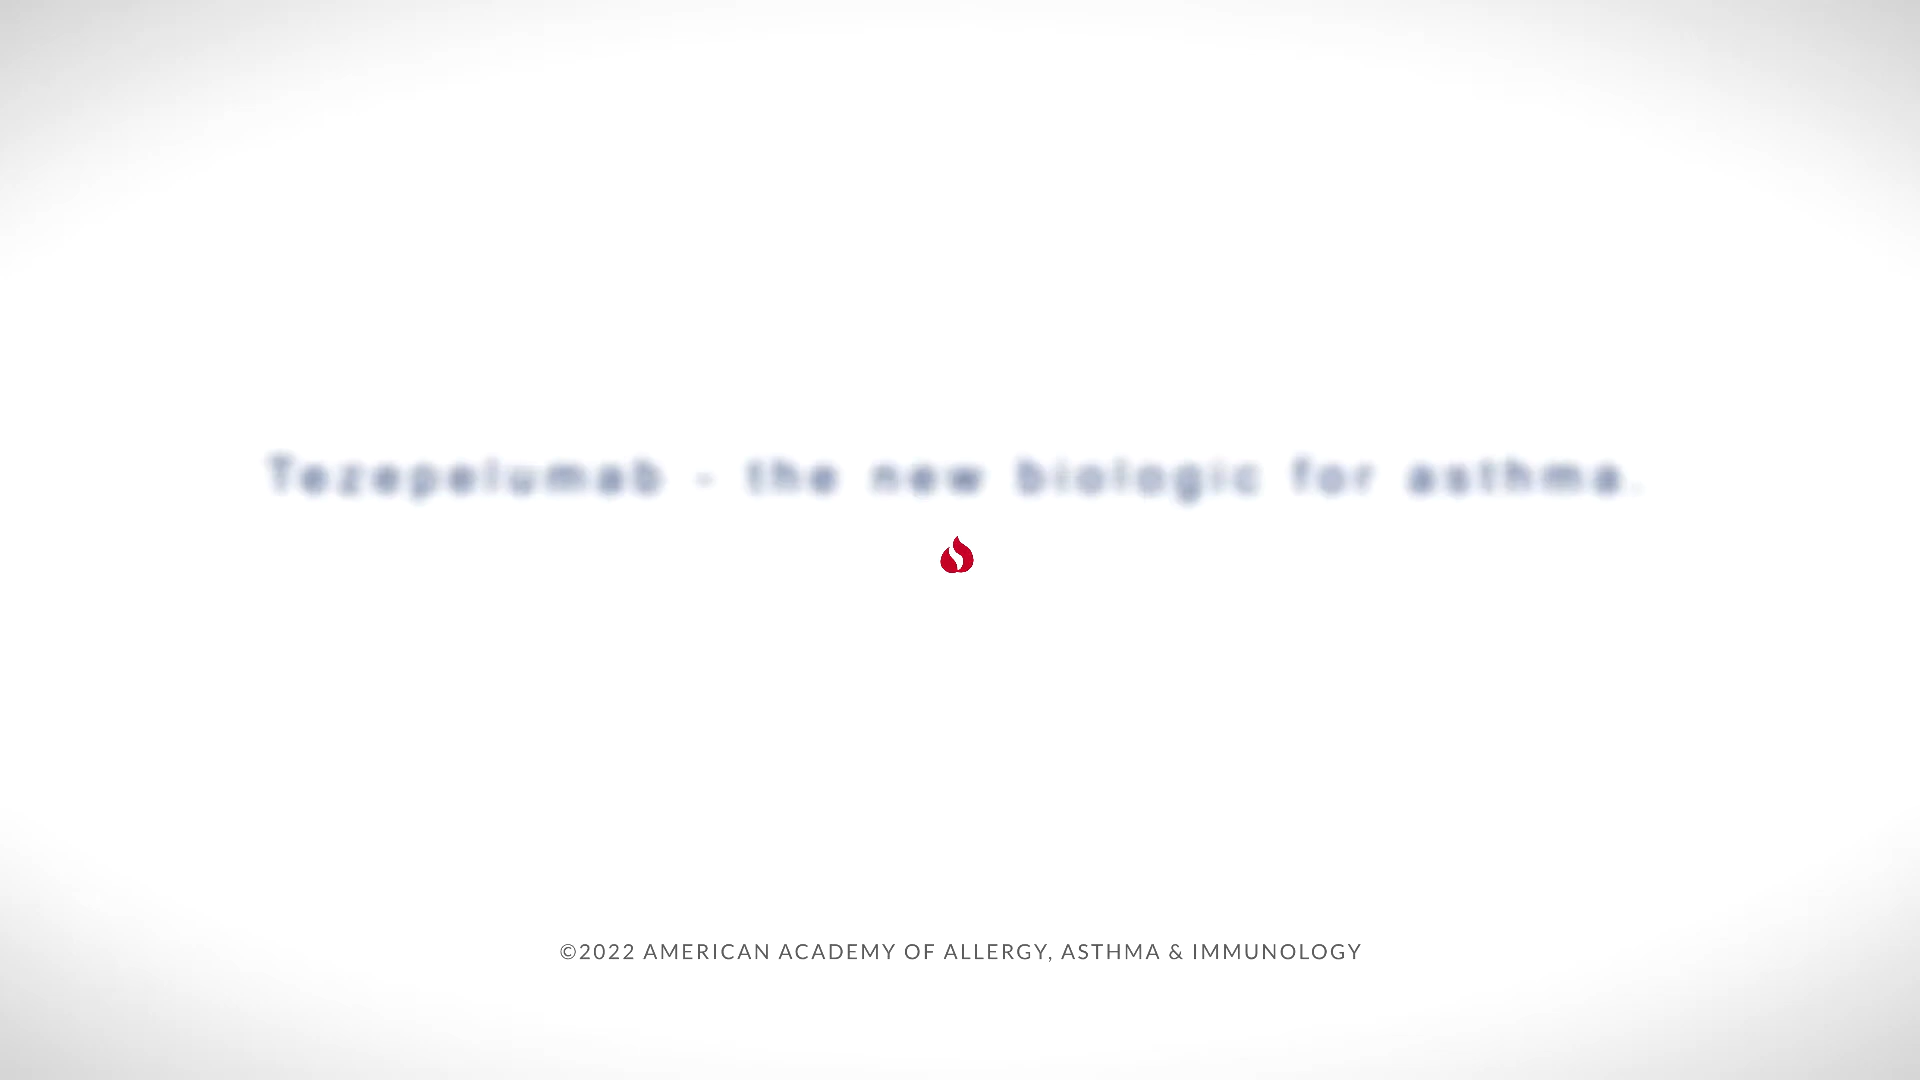 Tezepelumab - the new biologic for asthma.
©2022 AMERICAN ACADEMY OF ALLERGY, ASTHMA & IMMUNOLOGY